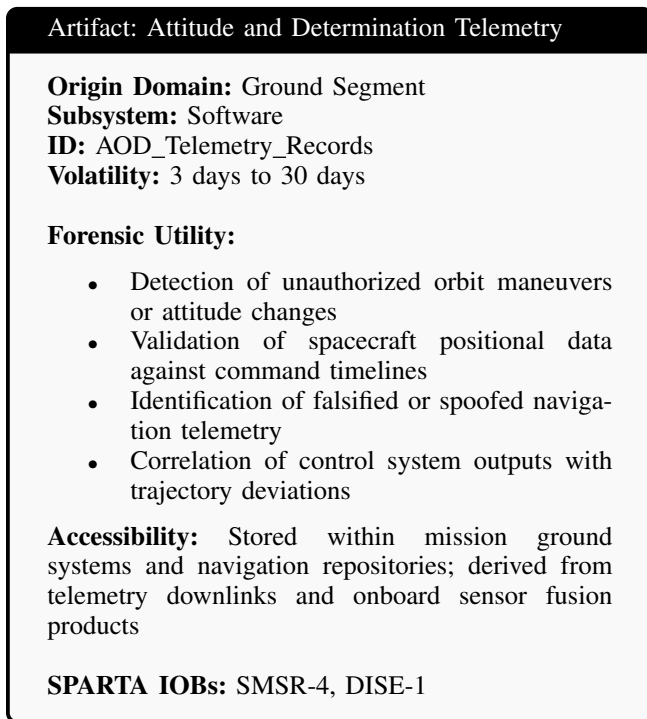 Artifact: Attitude and Determination Telemetry
Origin Domain: Ground Segment
Subsystem: Software
ID: AOD_Telemetry_Records
Volatility: 3 days to 30 days
Forensic Utility:
• Detection of unauthorized orbit maneuvers
or attitude changes
• Validation of spacecraft positional data
against command timelines
• Identification of falsified or spoofed naviga-
tion telemetry
• Correlation of control system outputs with
trajectory deviations
Accessibility: Stored within mission ground
systems and navigation repositories; derived from
telemetry downlinks and onboard sensor fusion
products
SPARTA IOBs: SMSR-4, DISE-1